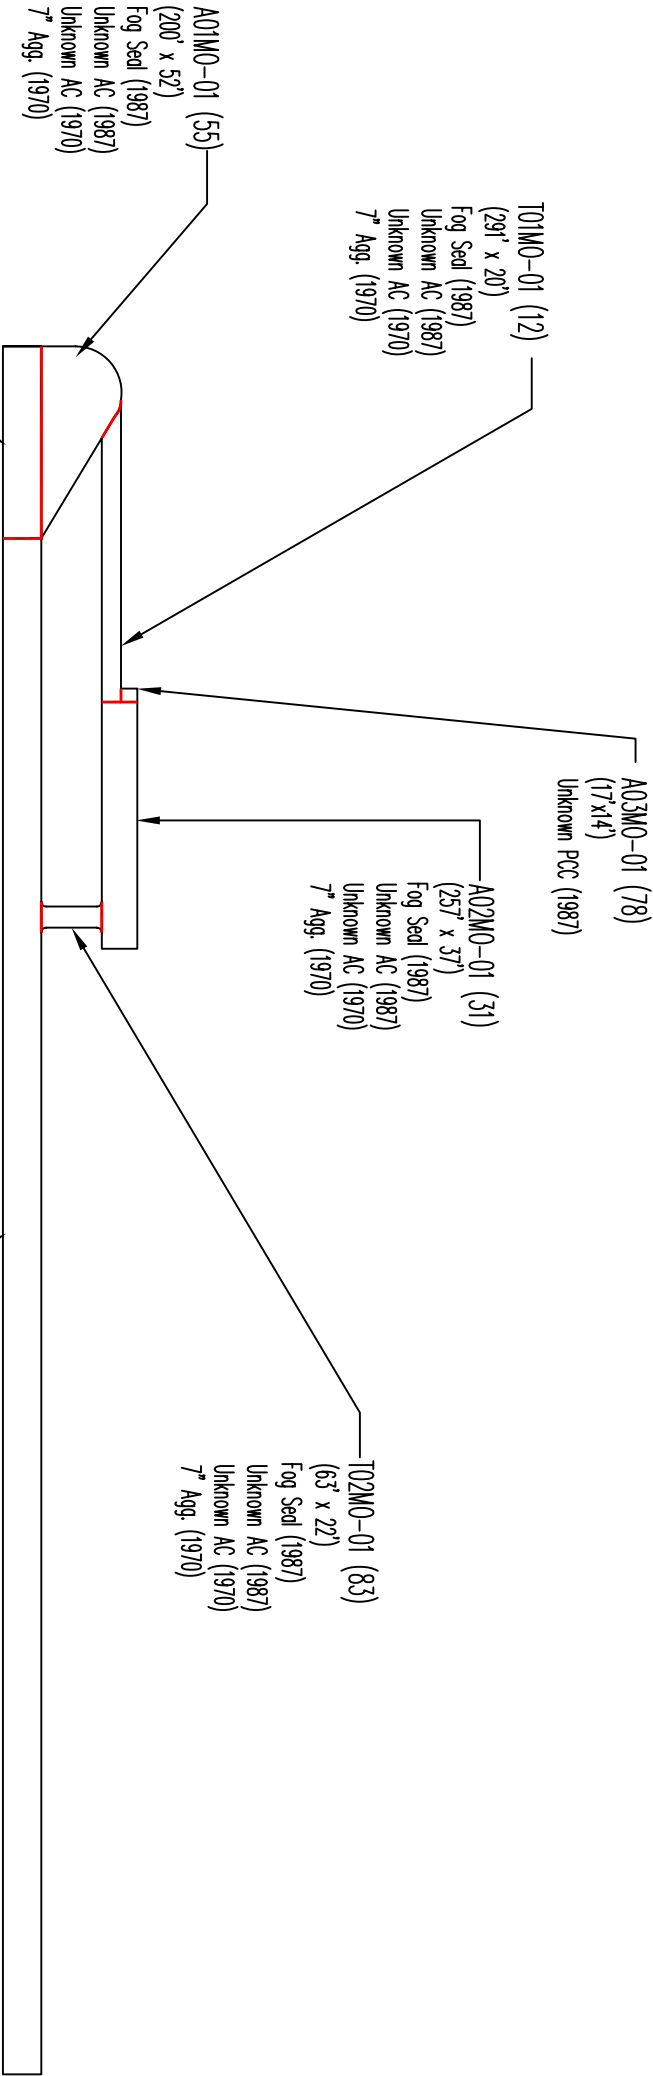 A01MO-01 (55)
(200' x 52')
Fog Seal (1987)
Unknown AC (1987)
Unknown AC (1970)
7" Agg. (1970)
T01MO-01 (12)
(291' x 20')
Fog Seal (1987)
Unknown AC (1987)
Unknown AC (1970)
7" Agg. (1970)
A03MO-01 (78)
(17'x14')
Unknown PCC (1987)
A02MO-01 (31)
(257' x 37')
Fog Seal (1987)
Unknown AC (1987)
Unknown AC (1970)
7" Agg. (1970)
T02MO-01 (83)
(63' x 22')
Fog Seal (1987)
Unknown AC (1987)
Unknown AC (1970)
7" Agg. (1970)